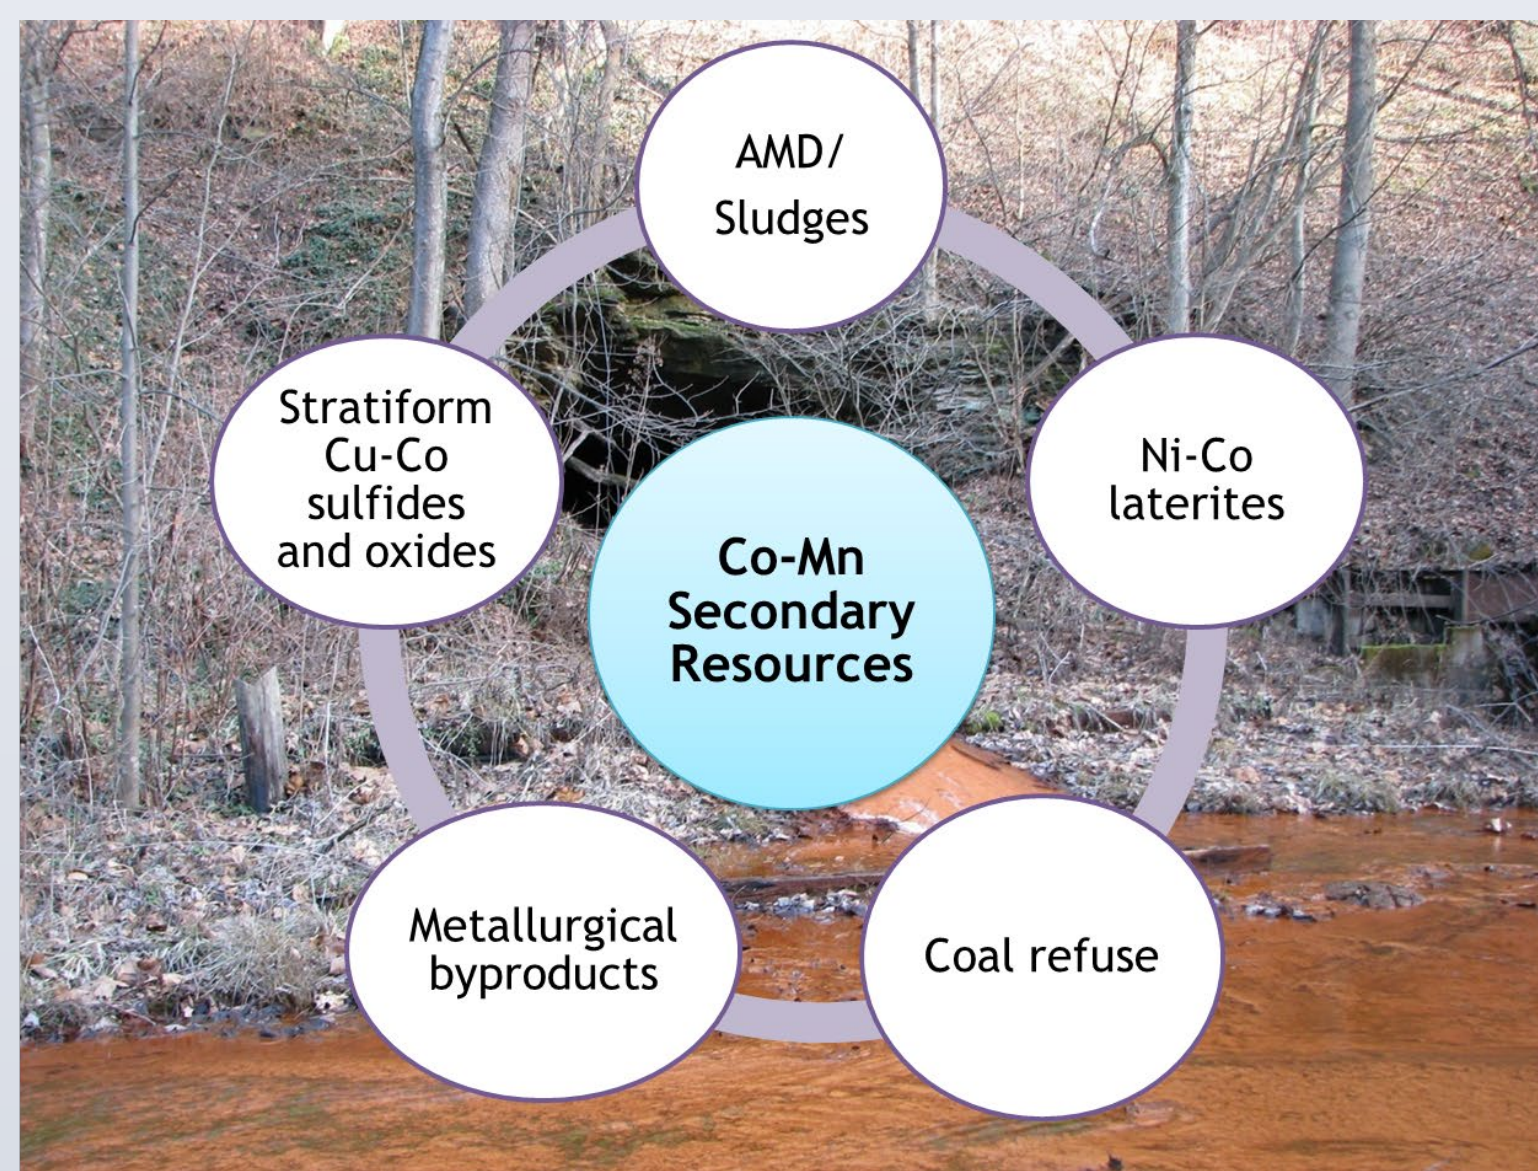 AMD/
Sludges
Ni-Co
laterites
Coal refuse
Metallurgical
byproducts
Stratiform
Cu-Co
sulfides
and oxides
Co-Mn
Secondary
Resources